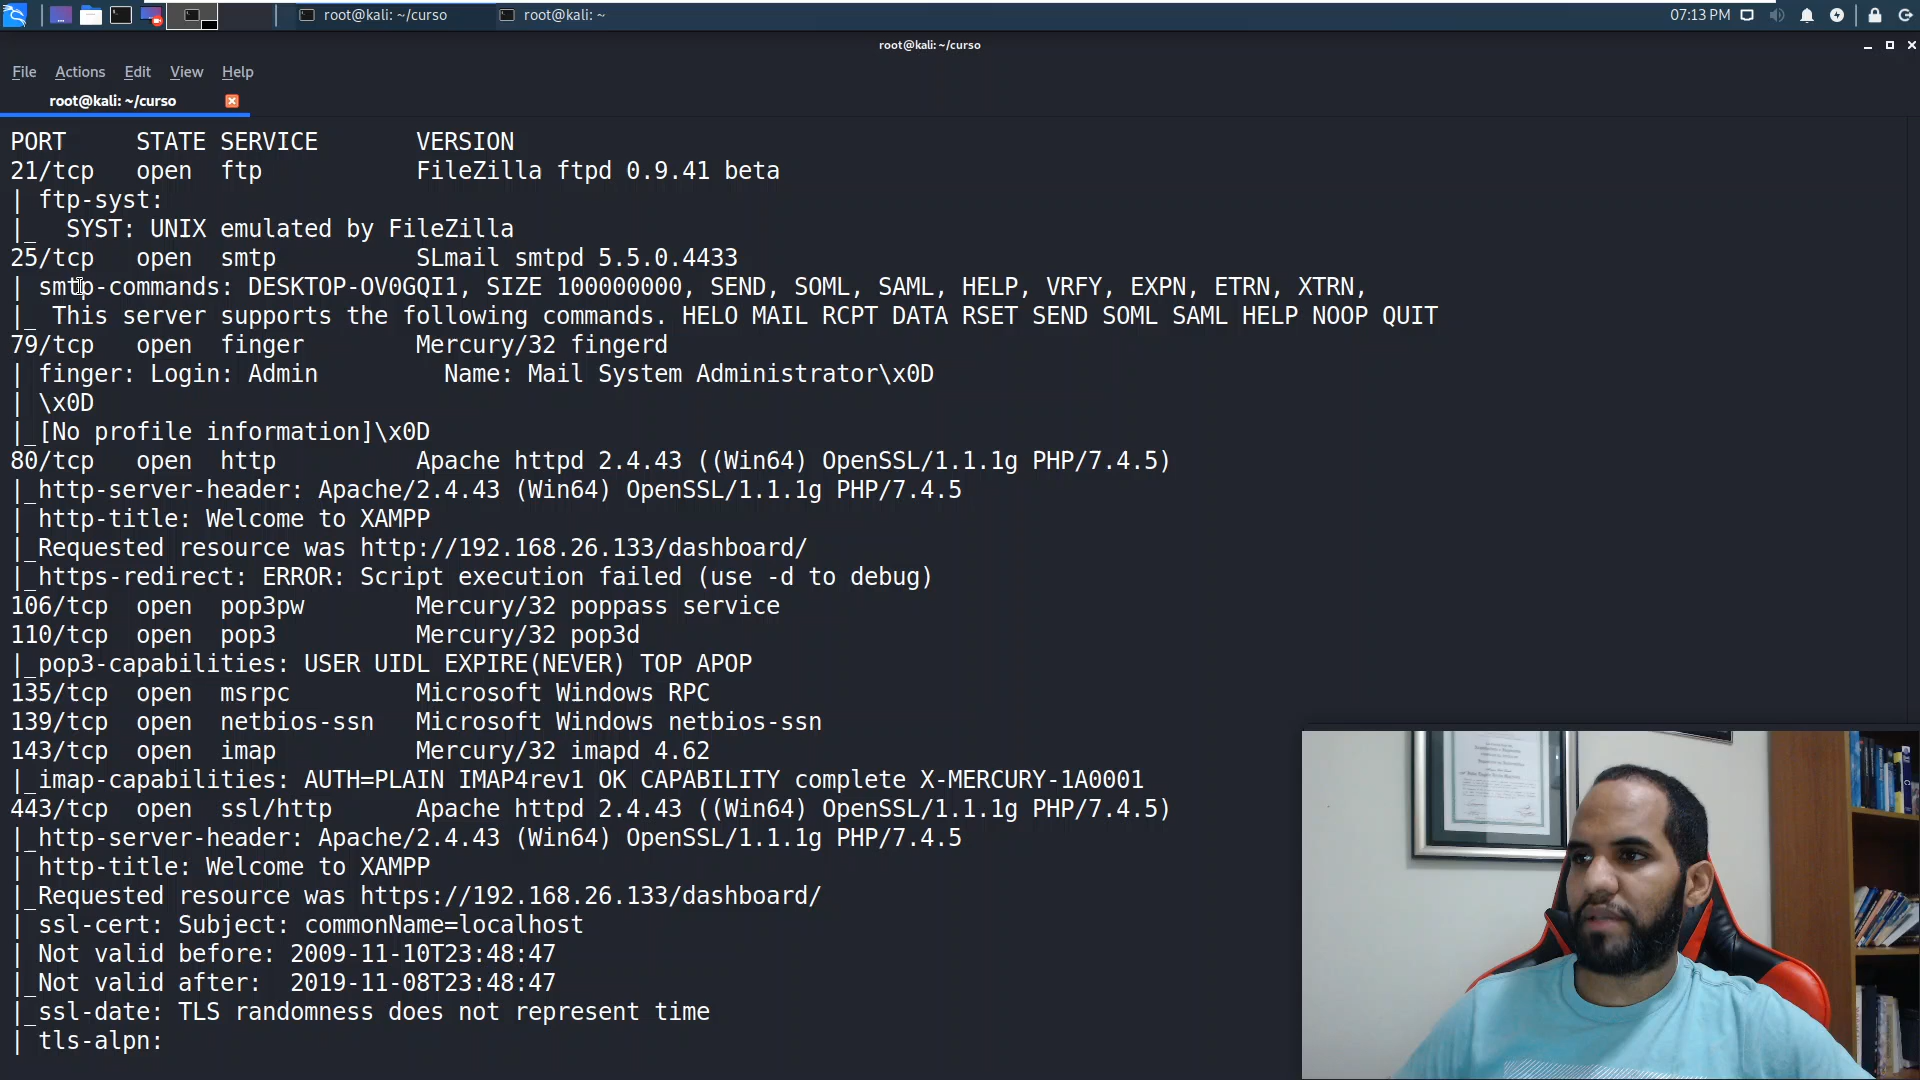 root@kali: ~/curso
root@kali: ~
07:13 PM
root@kali: ~/curso
File Actions Edit View Help
root@kali: ~/curso
PORT STATE SERVICE VERSION
21/tcp open ftp FileZilla ftpd 0.9.41 beta
| ftp-syst:
|_ SYST: UNIX emulated by FileZilla
25/tcp open smtp SLmail smtpd 5.5.0.4433
| smtp-commands: DESKTOP-OV0GQI1, SIZE 100000000, SEND, SOML, SAML, HELP, VRFY, EXPN, ETRN, XTRN,
|_ This server supports the following commands. HELO MAIL RCPT DATA RSET SEND SOML SAML HELP NOOP QUIT
79/tcp open finger Mercury/32 fingerd
| finger: Login: Admin Name: Mail System Administrator\x0D
| \x0D
|_[No profile information]\x0D
80/tcp open http Apache httpd 2.4.43 ((Win64) OpenSSL/1.1.1g PHP/7.4.5)
|_http-server-header: Apache/2.4.43 (Win64) OpenSSL/1.1.1g PHP/7.4.5
| http-title: Welcome to XAMPP
|_Requested resource was http://192.168.26.133/dashboard/
|_https-redirect: ERROR: Script execution failed (use -d to debug)
106/tcp open pop3pw Mercury/32 poppass service
110/tcp open pop3 Mercury/32 pop3d
|_pop3-capabilities: USER UIDL EXPIRE(NEVER) TOP APOP
135/tcp open msrpc Microsoft Windows RPC
139/tcp open netbios-ssn Microsoft Windows netbios-ssn
143/tcp open imap Mercury/32 imapd 4.62
|_imap-capabilities: AUTH=PLAIN IMAP4rev1 OK CAPABILITY complete X-MERCURY-1A0001
443/tcp open ssl/http Apache httpd 2.4.43 ((Win64) OpenSSL/1.1.1g PHP/7.4.5)
|_http-server-header: Apache/2.4.43 (Win64) OpenSSL/1.1.1g PHP/7.4.5
| http-title: Welcome to XAMPP
|_Requested resource was https://192.168.26.133/dashboard/
| ssl-cert: Subject: commonName=localhost
| Not valid before: 2009-11-10T23:48:47
|_Not valid after: 2019-11-08T23:48:47
|_ssl-date: TLS randomness does not represent time
| tls-alpn: